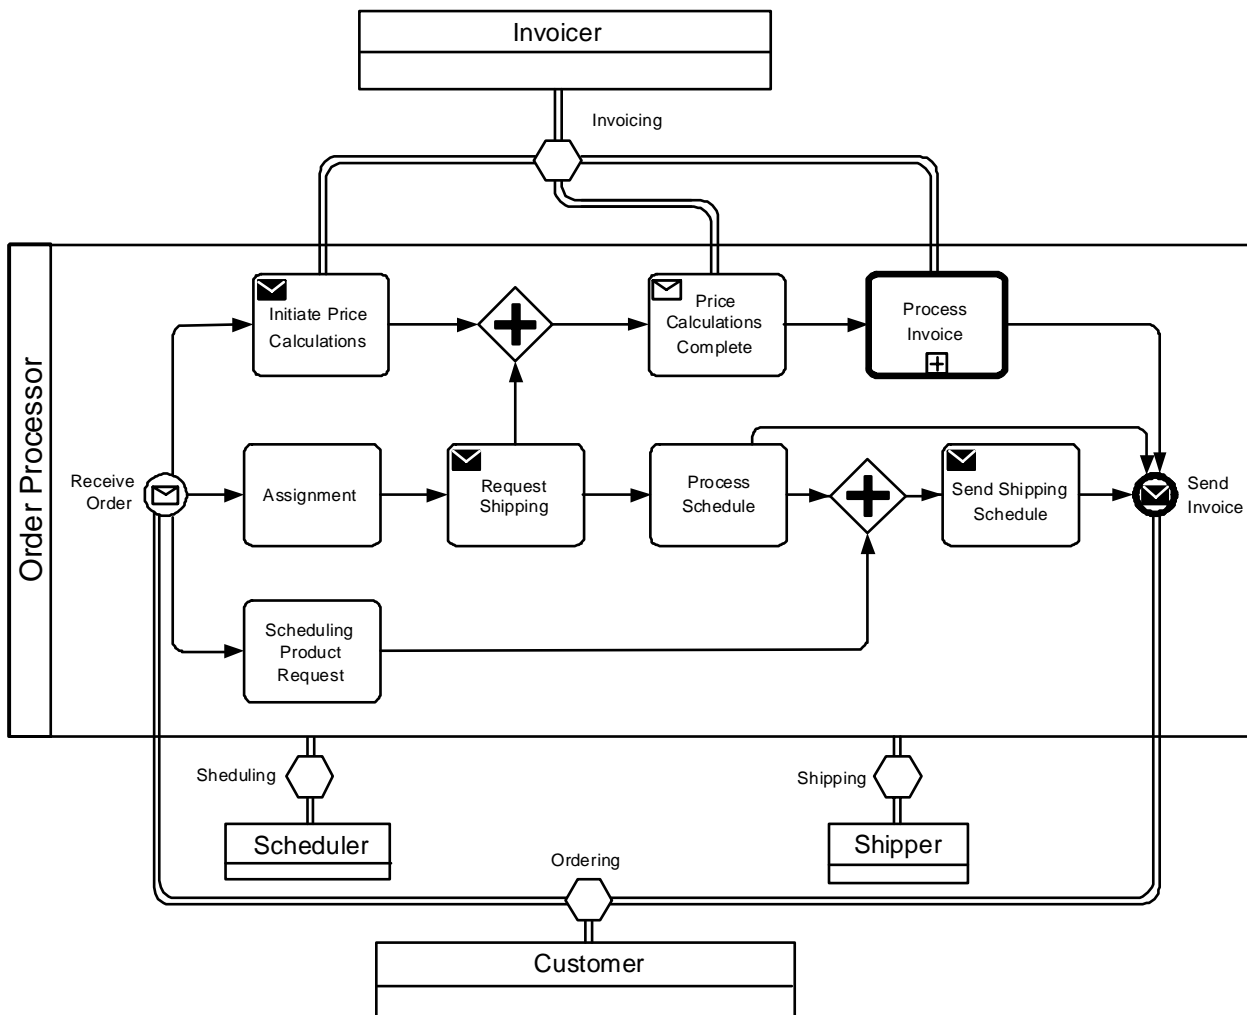 Invoicer
Invoicing
Order Processor
Initiate Price
Calculations
Price
Calculations
Complete
Process
Invoice
Receive
Order
Assignment
Request
Shipping
Process
Schedule
Send Shipping
Schedule
Send
Invoice
Scheduling
Product
Request
Sheduling
Shipping
Scheduler
Shipper
Ordering
Customer